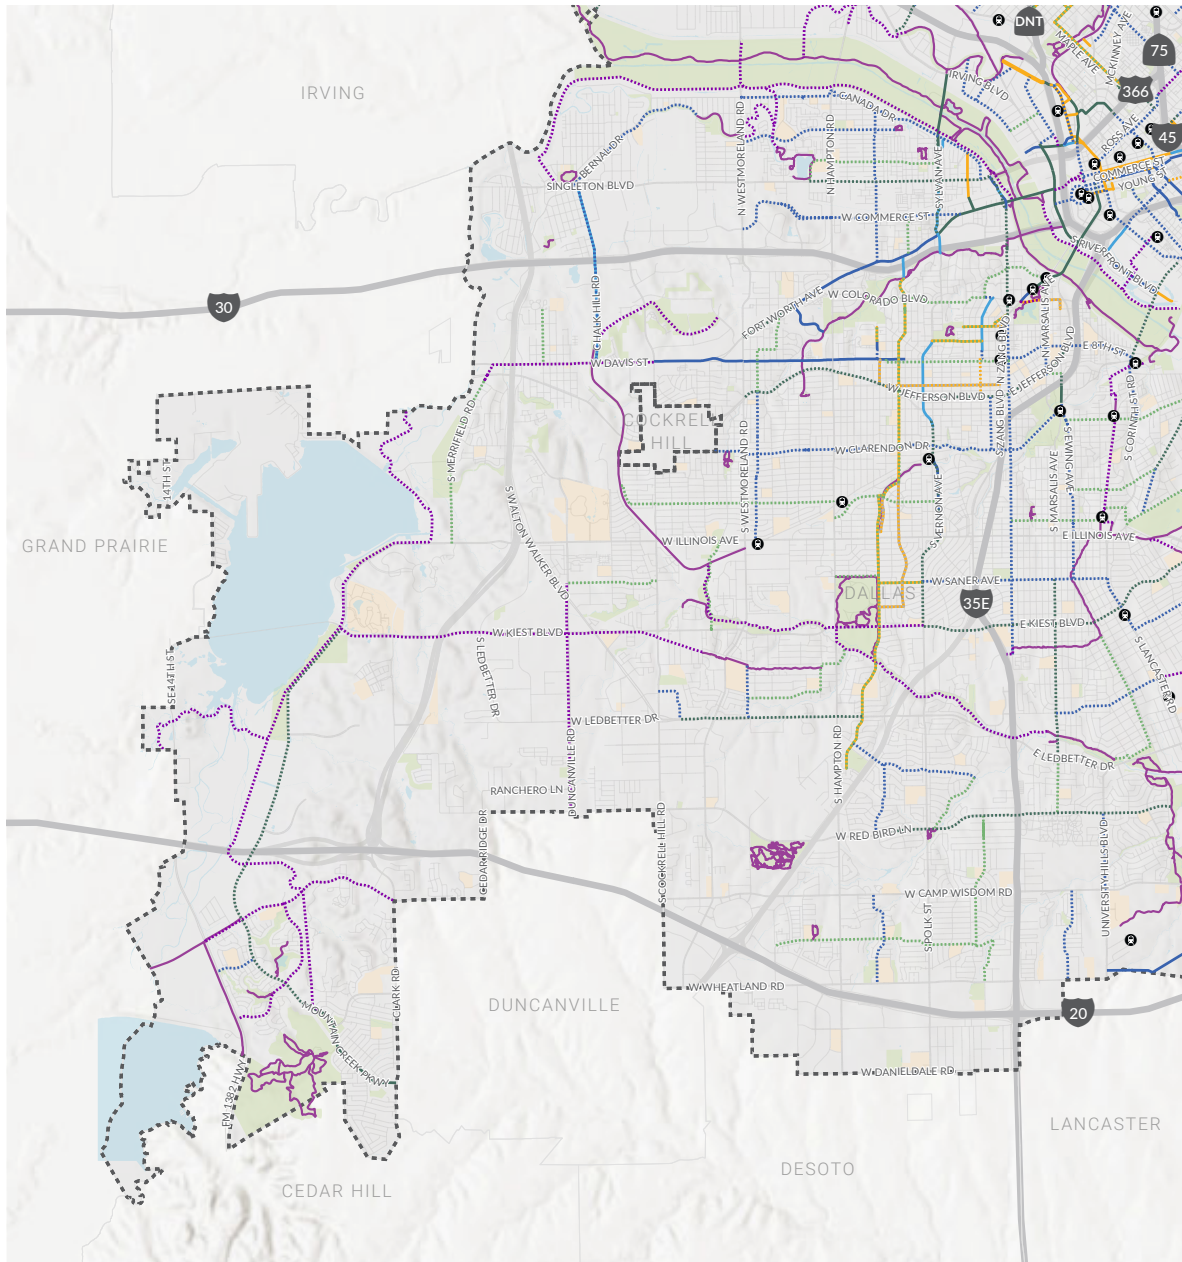 DNT
MCKINNEY AVE
MAPLE AVE
75
IRVING BLVD
366
IRVING
CANADA DR
ROSS AVE
45
BERNAL DR
N WESTMORELAND RD
N HAMPTON RD
SYLVAN AVE
COMMERCE ST
YOUNG ST
SINGLETON BLVD
W COMMERCE ST
S RIVERFRONT BLVD
30
CHALK HILL RD
FORT WORTH AVE
W COLORADO BLVD
N MARSALIS AVE
N ZANG BLVD
E 8TH ST
W DAVIS ST
E JEFFERSON BLVD
W JEFFERSON BLVD
S CORINTH ST RD
COCKRELL
HILL
S MERRIFIELD RD
S WESTMORELAND RD
W CLARENDON DR
S ZANG BLVD
S EWING AVE
14TH ST
S WALTON WALKER BLVD
S VERNON AVE
S MARSALIS AVE
GRAND PRAIRIE
W ILLINOIS AVE
E ILLINOIS AVE
W SANER AVE
DALLAS
35E
W KIEST BLVD
E KIEST BLVD
SE 14TH ST
S LEDBETTER DR
S LANCASTER RD
W LEDBETTER DR
DUNCANVILLE RD
S HAMPTON RD
E LEDBETTER DR
RANCHERO LN
CEDAR RIDGE DR
S COCKRELL HILL RD
W RED BIRD LN
UNIVERSITY HILLS BLVD
W CAMP WISDOM RD
S POLK ST
CLARK RD
W WHEATLAND RD
DUNCANVILLE
20
MOUNTAIN CREEK PKWY
FM 1382 HWY
W DANIELDALE RD
LANCASTER
DESOTO
CEDAR HILL